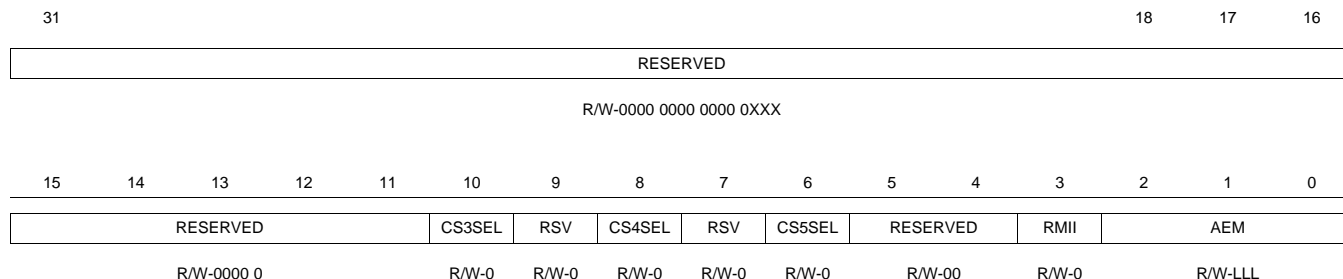 31 18 17 16
RESERVED
R/W-0000 0000 0000 0XXX
15 14 13 12 11 10 9 8 7 6 5 4 3 2 1 0
RESERVED CS3SEL RSV CS4SEL RSV CS5SEL RESERVED RMII AEM
R/W-0000 0 R/W-0 R/W-0 R/W-0 R/W-0 R/W-0 R/W-00 R/W-0 R/W-LLL